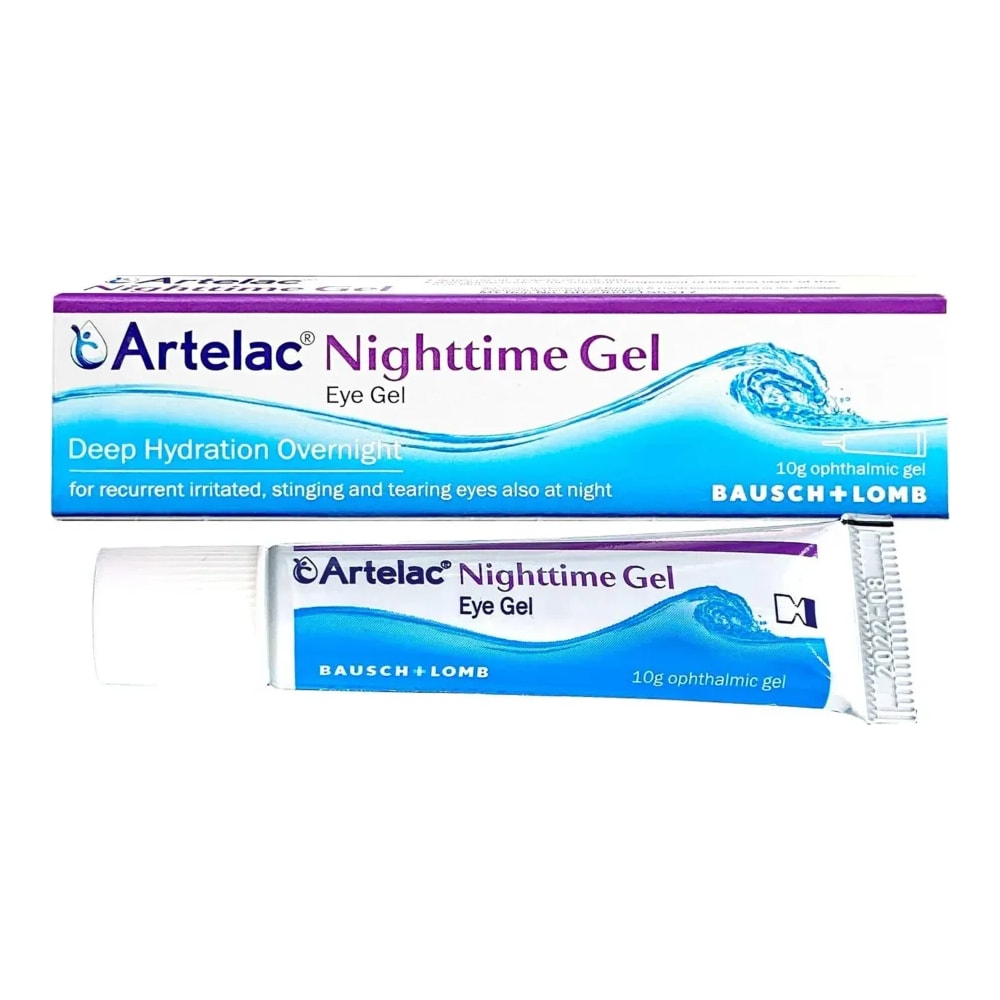 Artelac®
Nighttime Gel
Artelac® Nighttime Gel
Eye Gel
Deep Hydration Overnight
for recurrent irritated, stinging and tearing eyes also at night
10g ophthalmic gel
BAUSCH+LOMB
Artelac® Nighttime Gel
Eye Gel
BAUSCH+LOMB
10g ophthalmic gel
2022-08